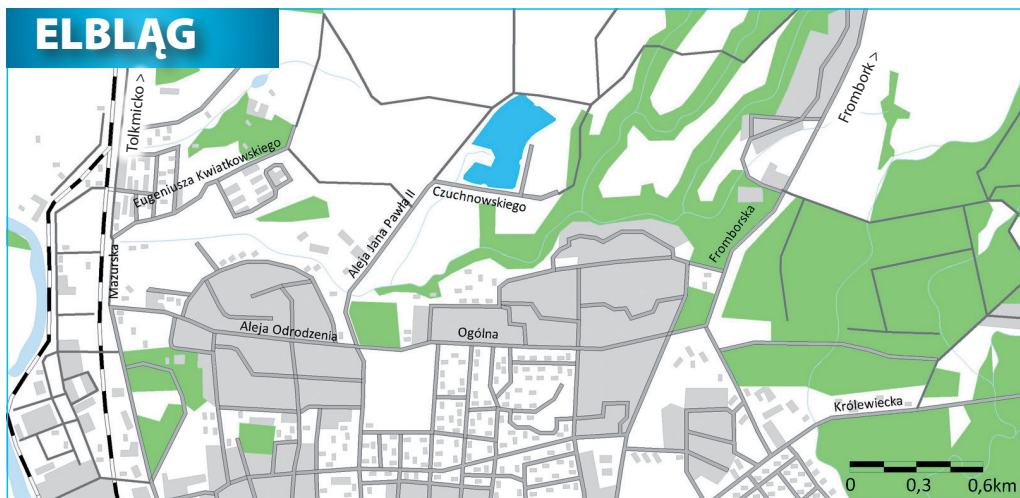 ELBLĄG
Tolkmicko >
Frombork >
Eugeniusza Kwiatkowskiego
Aleja Jana Pawła II
Czuchnowskiego
Mazurska
Fromborska
Aleja Odrodzenia
Ogólna
Królewiecka
0 0,3 0,6km